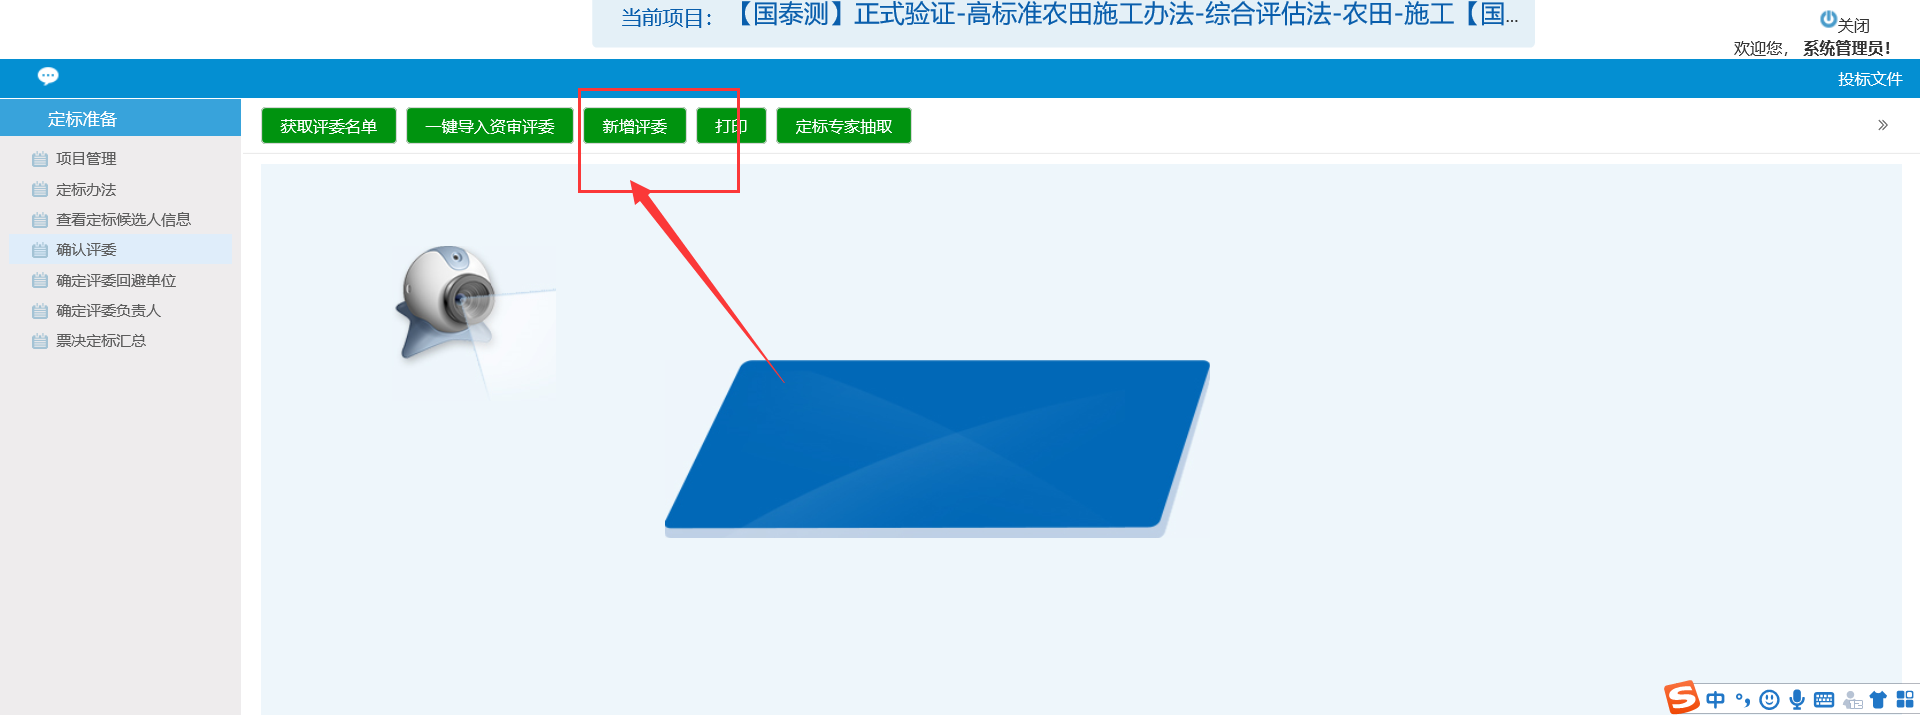 当前项目： 【国泰测】正式验证-高标准农田施工办法-综合评估法-农田-施工【国...
关闭
欢迎您， 系统管理员！
投标文件
定标准备
获取评委名单 一键导入资审评委 新增评委 打印 定标专家抽取
项目管理
定标办法
查看定标候选人信息
确认评委
确定评委回避单位
确定评委负责人
票决定标汇总
中